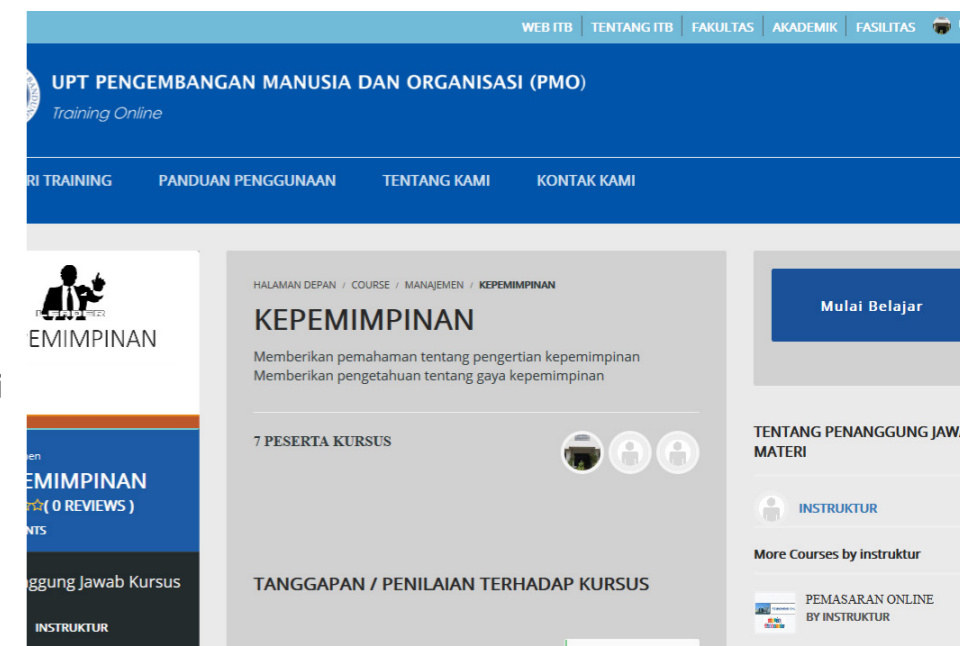 WEB ITB TENTANG ITB FAKULTAS AKADEMIK FASILITAS
UPT PENGEMBANGAN MANUSIA DAN ORGANISASI (PMO)
Training Online
RI TRAINING PANDUAN PENGGUNAAN TENTANG KAMI KONTAK KAMI
LEADER
EMIMPINAN
i
en
EMIMPINAN
( 0 REVIEWS )
NTS
ggung Jawab Kursus
INSTRUKTUR
HALAMAN DEPAN / COURSE / MANAJEMEN / KEPEMIMPINAN
KEPEMIMPINAN
Memberikan pemahaman tentang pengertian kepemimpinan
Memberikan pengetahuan tentang gaya kepemimpinan
7 PESERTA KURSUS
TANGGAPAN / PENILAIAN TERHADAP KURSUS
Mulai Belajar
TENTANG PENANGGUNG JAWA
MATERI
INSTRUKTUR
More Courses by instruktur
PEMASARAN ONLINE
BY INSTRUKTUR